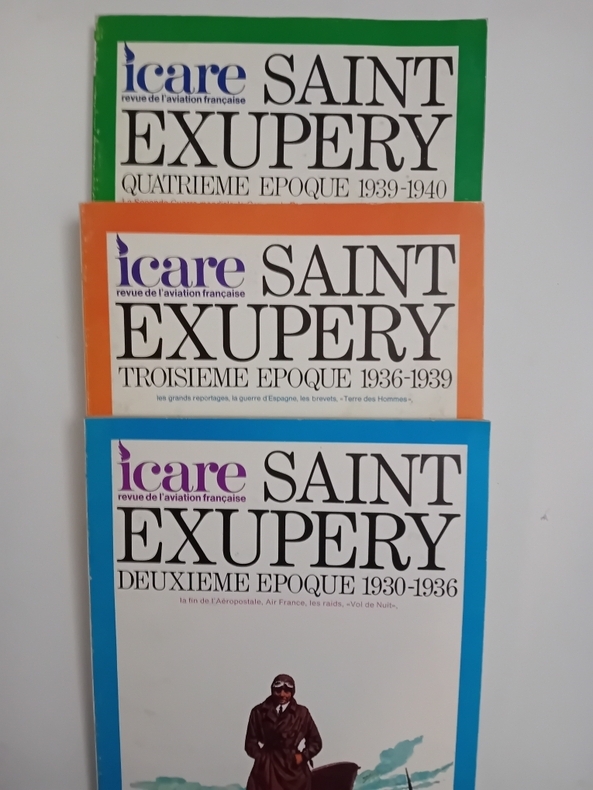 icare SAINT
revue de l'aviation française
EXUPERY
QUATRIEME EPOQUE 1939-1940
icare SAINT
revue de l'aviation française
EXUPERY
TROISIEME EPOQUE 1936-1939
les grands reportages, la guerre d'Espagne, les brevets, «Terre des Hommes»,
icare SAINT
revue de l'aviation française
EXUPERY
DEUXIEME EPOQUE 1930-1936
la fin de l'Aéropostale, Air France, les raids, «Vol de Nuit»,